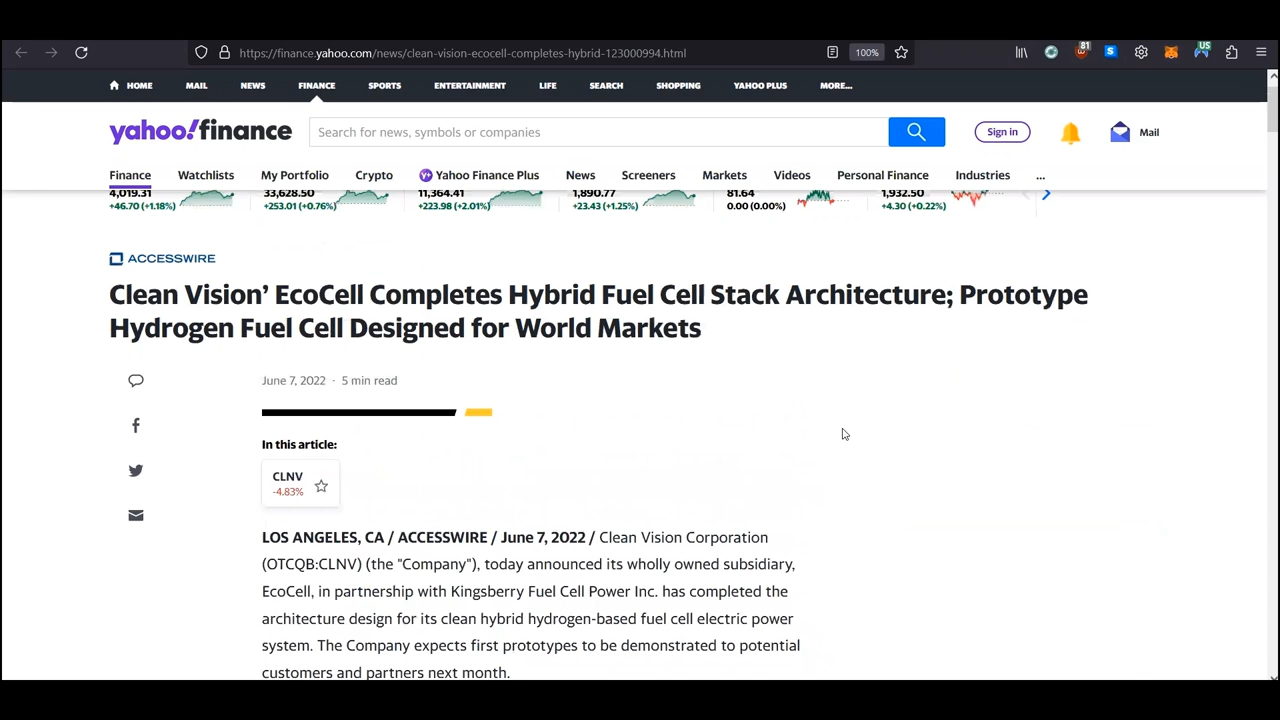 https://finance.yahoo.com/news/clean-vision-ecocell-completes-hybrid-123000994.html
100%
81
S
US
HOME MAIL NEWS FINANCE SPORTS ENTERTAINMENT LIFE SEARCH SHOPPING YAHOO PLUS MORE...
yahoo!finance
Search for news, symbols or companies
Sign in
Mail
Finance Watchlists My Portfolio Crypto Yahoo Finance Plus News Screeners Markets Videos Personal Finance Industries ...
4,019.31 33,628.50 11,364.41 1,890.77 81.64 1,932.50
+46.70 (+1.18%) +253.01 (+0.76%) +223.98 (+2.01%) +23.43 (+1.25%) 0.00 (0.00%) +4.30 (+0.22%)
ACCESSWIRE
Clean Vision’ EcoCell Completes Hybrid Fuel Cell Stack Architecture; Prototype
Hydrogen Fuel Cell Designed for World Markets
June 7, 2022 · 5 min read
In this article:
CLNV
-4.83%
LOS ANGELES, CA / ACCESSWIRE / June 7, 2022 / Clean Vision Corporation
(OTCQB:CLNV) (the "Company"), today announced its wholly owned subsidiary,
EcoCell, in partnership with Kingsberry Fuel Cell Power Inc. has completed the
architecture design for its clean hybrid hydrogen-based fuel cell electric power
system. The Company expects first prototypes to be demonstrated to potential
customers and partners next month.